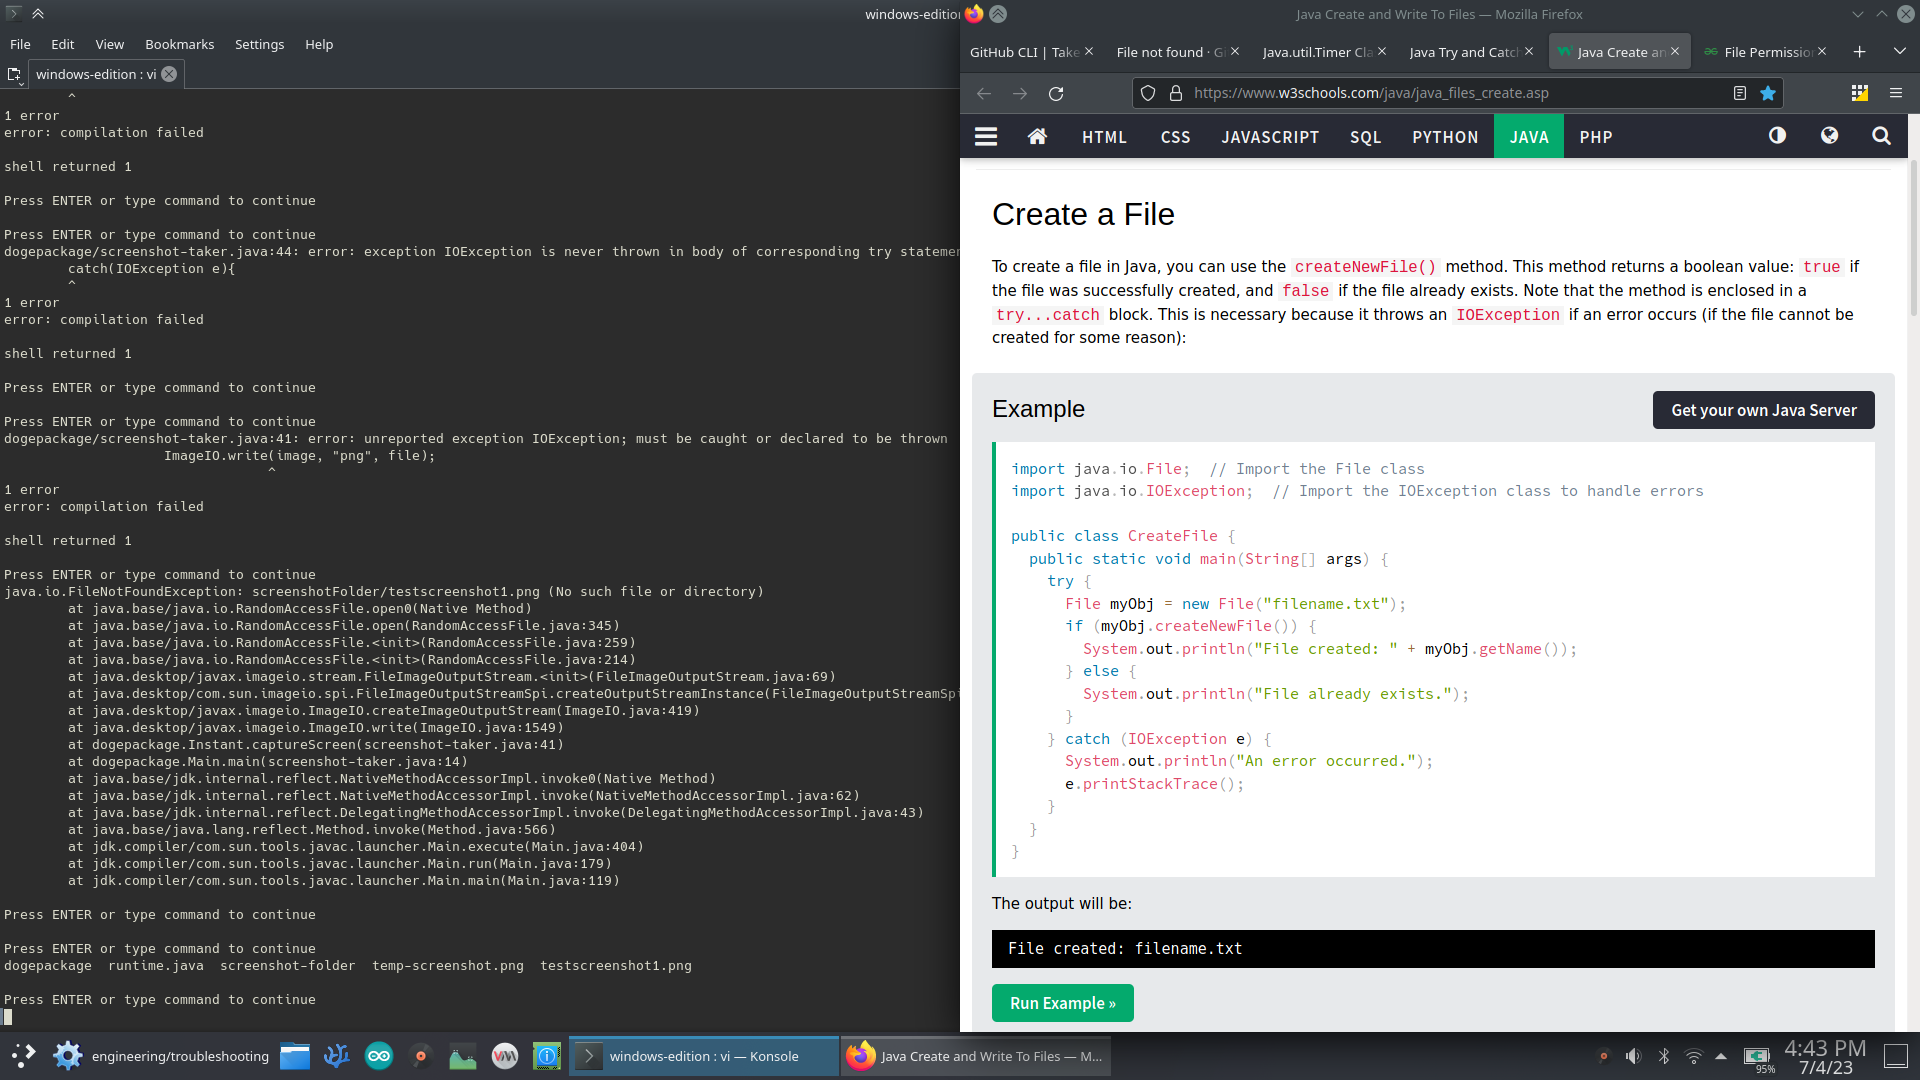 windows-edition
File Edit View Bookmarks Settings Help
windows-edition : vi
^
1 error
error: compilation failed
shell returned 1
Press ENTER or type command to continue
Press ENTER or type command to continue
dogepackage/screenshot-taker.java:44: error: exception IOException is never thrown in body of corresponding try statemen
catch(IOException e){
^
1 error
error: compilation failed
shell returned 1
Press ENTER or type command to continue
Press ENTER or type command to continue
dogepackage/screenshot-taker.java:41: error: unreported exception IOException; must be caught or declared to be thrown
ImageIO.write(image, "png", file);
^
1 error
error: compilation failed
shell returned 1
Press ENTER or type command to continue
java.io.FileNotFoundException: screenshotFolder/testscreenshot1.png (No such file or directory)
at java.base/java.io.RandomAccessFile.open0(Native Method)
at java.base/java.io.RandomAccessFile.open(RandomAccessFile.java:345)
at java.base/java.io.RandomAccessFile.<init>(RandomAccessFile.java:259)
at java.base/java.io.RandomAccessFile.<init>(RandomAccessFile.java:214)
at java.desktop/javax.imageio.stream.FileImageOutputStream.<init>(FileImageOutputStream.java:69)
at java.desktop/com.sun.imageio.spi.FileImageOutputStreamSpi.createOutputStreamInstance(FileImageOutputStreamSpi
at java.desktop/javax.imageio.ImageIO.createImageOutputStream(ImageIO.java:419)
at java.desktop/javax.imageio.ImageIO.write(ImageIO.java:1549)
at dogepackage.Instant.captureScreen(screenshot-taker.java:41)
at dogepackage.Main.main(screenshot-taker.java:14)
at java.base/jdk.internal.reflect.NativeMethodAccessorImpl.invoke0(Native Method)
at java.base/jdk.internal.reflect.NativeMethodAccessorImpl.invoke(NativeMethodAccessorImpl.java:62)
at java.base/jdk.internal.reflect.DelegatingMethodAccessorImpl.invoke(DelegatingMethodAccessorImpl.java:43)
at java.base/java.lang.reflect.Method.invoke(Method.java:566)
at jdk.compiler/com.sun.tools.javac.launcher.Main.execute(Main.java:404)
at jdk.compiler/com.sun.tools.javac.launcher.Main.run(Main.java:179)
at jdk.compiler/com.sun.tools.javac.launcher.Main.main(Main.java:119)
Press ENTER or type command to continue
Press ENTER or type command to continue
dogepackage runtime.java screenshot-folder temp-screenshot.png testscreenshot1.png
Press ENTER or type command to continue
Java Create and Write To Files — Mozilla Firefox
GitHub CLI | Take File not found · Gi Java.util.Timer Cla Java Try and Catch Java Create an File Permission
https://www.w3schools.com/java/java_files_create.asp
HTML CSS JAVASCRIPT SQL PYTHON JAVA PHP
Create a File
To create a file in Java, you can use the createNewFile() method. This method returns a boolean value: true if
the file was successfully created, and false if the file already exists. Note that the method is enclosed in a
try...catch block. This is necessary because it throws an IOException if an error occurs (if the file cannot be
created for some reason):
Example
Get your own Java Server
import java.io.File;  // Import the File class
import java.io.IOException;  // Import the IOException class to handle errors
public class CreateFile {
public static void main(String[] args) {
try {
File myObj = new File("filename.txt");
if (myObj.createNewFile()) {
System.out.println("File created: " + myObj.getName());
} else {
System.out.println("File already exists.");
}
} catch (IOException e) {
System.out.println("An error occurred.");
e.printStackTrace();
}
}
}
The output will be:
File created: filename.txt
Run Example »
engineering/troubleshooting
windows-edition : vi — Konsole
Java Create and Write To Files — M...
95%
4:43 PM
7/4/23